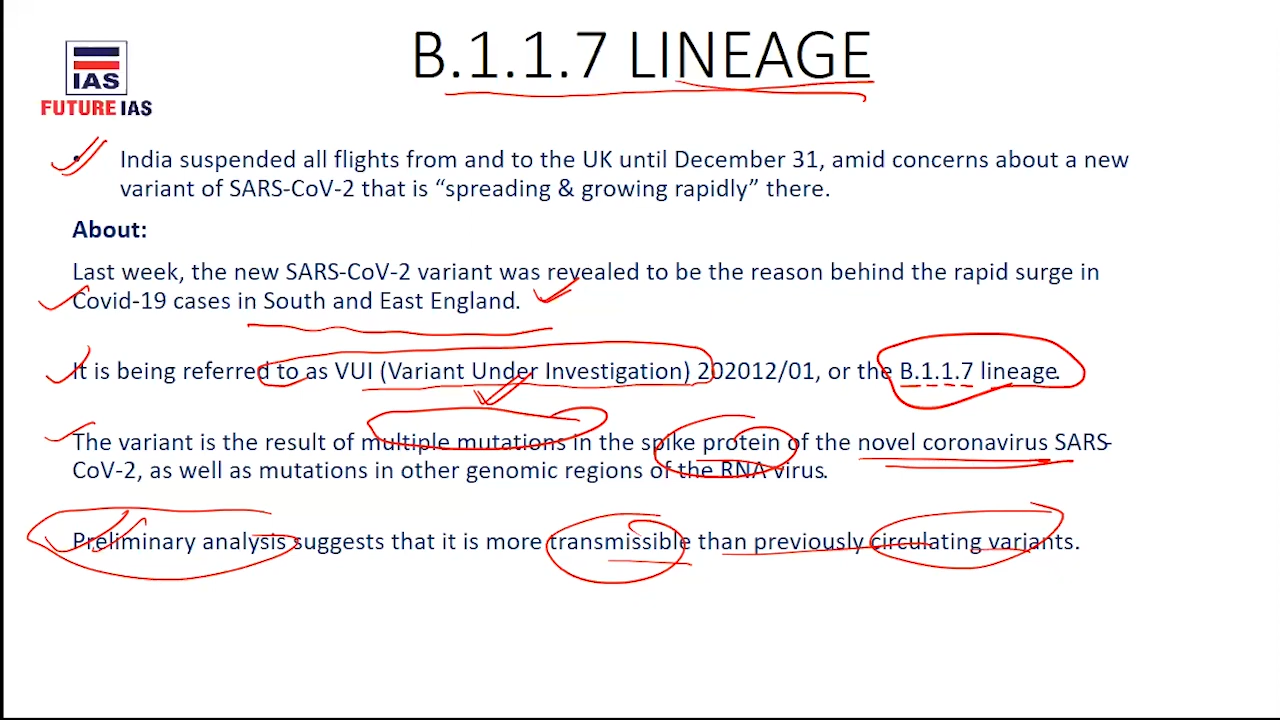 B.1.1.7 LINEAGE
IAS
FUTURE IAS
• India suspended all flights from and to the UK until December 31, amid concerns about a new
variant of SARS-CoV-2 that is “spreading & growing rapidly” there.
About:
Last week, the new SARS-CoV-2 variant was revealed to be the reason behind the rapid surge in
Covid-19 cases in South and East England.
It is being referred to as VUI (Variant Under Investigation) 202012/01, or the B.1.1.7 lineage.
The variant is the result of multiple mutations in the spike protein of the novel coronavirus SARS-
CoV-2, as well as mutations in other genomic regions of the RNA virus.
Preliminary analysis suggests that it is more transmissible than previously circulating variants.